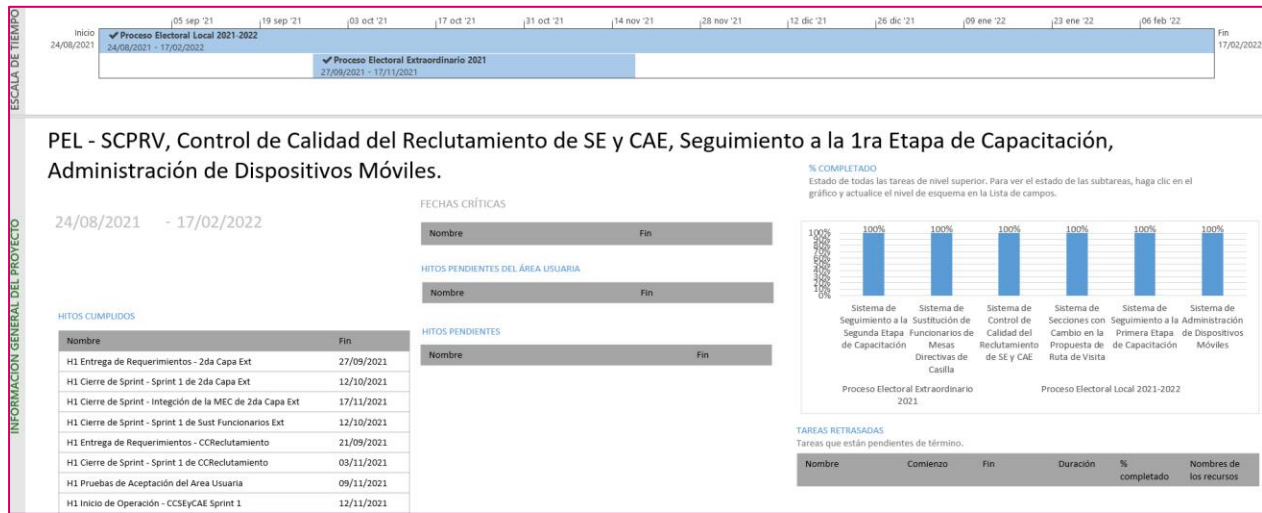 ESCALA DE TIEMPO
05 sep '21 19 sep '21 03 oct '21 17 oct '21 31 oct '21 14 nov '21 28 nov '21 12 dic '21 26 dic '21 09 ene '22 23 ene '22 06 feb '22
Inicio
24/08/2021
✔Proceso Electoral Local 2021-2022
24/08/2021 - 17/02/2022
Fin
17/02/2022
✔Proceso Electoral Extraordinario 2021
27/09/2021 - 17/11/2021
INFORMACIÓN GENERAL DEL PROYECTO
PEL - SCPRV, Control de Calidad del Reclutamiento de SE y CAE, Seguimiento a la 1ra Etapa de Capacitación,
Administración de Dispositivos Móviles.
24/08/2021 - 17/02/2022
HITOS CUMPLIDOS
Nombre Fin
H1 Entrega de Requerimientos - 2da Capa Ext 27/09/2021
H1 Cierre de Sprint - Sprint 1 de 2da Capa Ext 12/10/2021
H1 Cierre de Sprint - Integción de la MEC de 2da Capa Ext 17/11/2021
H1 Cierre de Sprint - Sprint 1 de Sust Funcionarios Ext 12/10/2021
H1 Entrega de Requerimientos - CCReclutamiento 21/09/2021
H1 Cierre de Sprint - Sprint 1 de CCReclutamiento 03/11/2021
H1 Pruebas de Aceptación del Area Usuaria 09/11/2021
H1 Inicio de Operación - CCSEyCAE Sprint 1 12/11/2021
FECHAS CRÍTICAS
Nombre Fin
HITOS PENDIENTES DEL ÁREA USUARIA
Nombre Fin
HITOS PENDIENTES
Nombre Fin
% COMPLETADO
Estado de todas las tareas de nivel superior. Para ver el estado de las subtareas, haga clic en el
gráfico y actualice el nivel de esquema en la Lista de campos.
100%
90%
80%
70%
60%
50%
40%
30%
20%
10%
0%
100% 100% 100% 100% 100% 100%
Sistema de Sistema de Sistema de Sistema de Sistema de Sistema de
Seguimiento a la Sustitución de Control de Secciones con Seguimiento a la Administración
Segunda Etapa Funcionarios de Calidad del Cambio en la Primera Etapa de Dispositivos
de Capacitación Mesas Reclutamiento Propuesta de de Capacitación Móviles
Directivas de de SE y CAE Ruta de Visita
Casilla
Proceso Electoral Extraordinario Proceso Electoral Local 2021-2022
2021
TAREAS RETRASADAS
Tareas que están pendientes de término.
Nombre Comienzo Fin Duración % Nombres de
completado los recursos